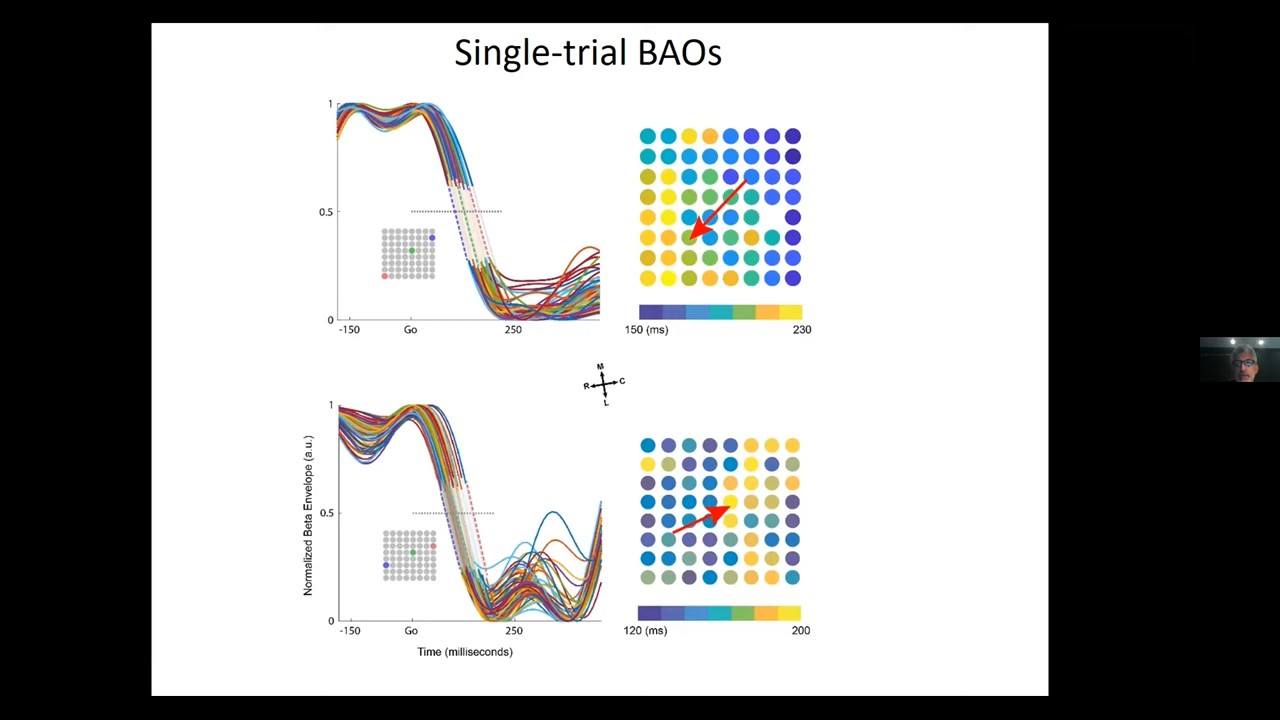 Single-trial BAOs
1
0.5
0
-150
Go
250
150 (ms)
230
M
R
C
L
Normalized Beta Envelope (a.u.)
1
0.5
0
-150
Go
250
Time (milliseconds)
120 (ms)
200